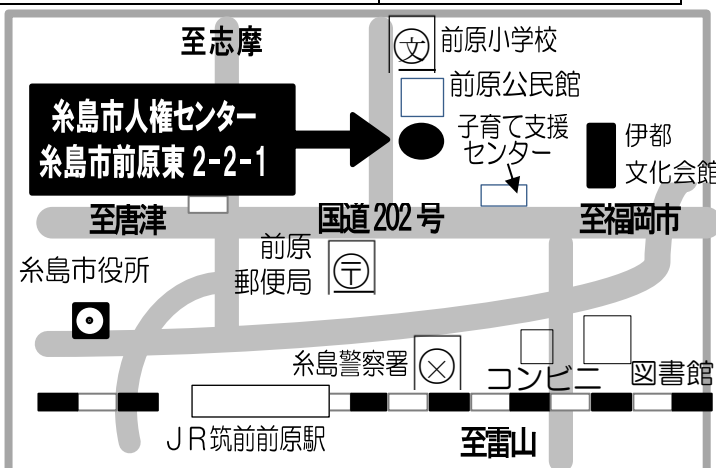 至志摩
文
前原小学校
前原公民館
糸島市人権センター
糸島市前原東 2-2-1
子育て支援
センター
伊都
文化会館
至唐津
国道 202 号
至福岡市
前原
郵便局
〒
糸島市役所
糸島警察署
コンビニ
図書館
JR筑前前原駅
至雷山